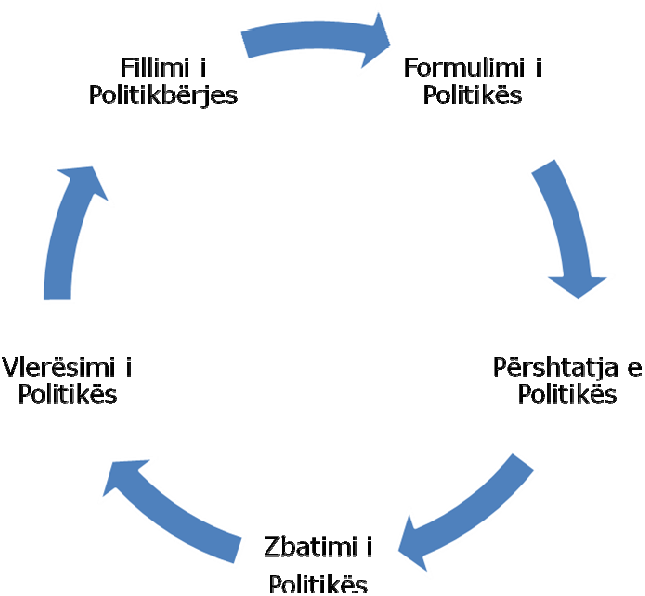 Fillimi i
Politikbërjes
Formulimi i
Politikës
Përshtatja e
Politikës
Zbatimi i
Politikës
Vlerësimi i
Politikës